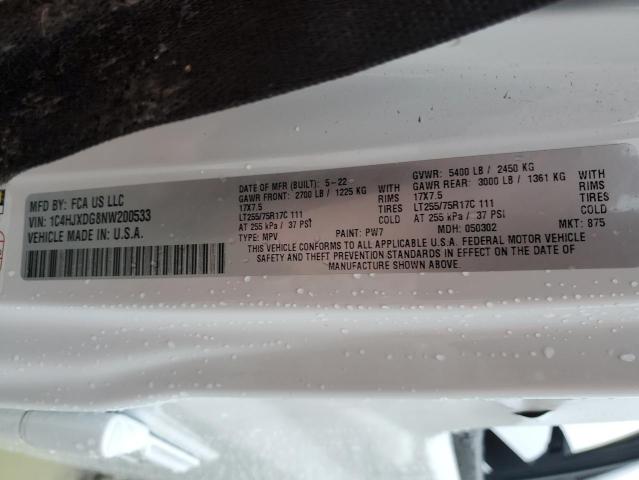 MFD BY: FCA US LLC
VIN: 1C4HJXDG8NW200533
VEHICLE MADE IN: U.S.A.
DATE OF MFR (BUILT): 5-22
GAWR FRONT: 2700 LB / 1225 KG
17X7.5 RIMS
LT255/75R17C 111 TIRES
AT 255 kPa / 37 PSI COLD
TYPE: MPV
GVWR: 5400 LB / 2450 KG
GAWR REAR: 3000 LB / 1361 KG
17X7.5 RIMS
LT255/75R17C 111 TIRES
AT 255 kPa / 37 PSI COLD
PAINT: PW7
MDH: 050302
MKT: 875
THIS VEHICLE CONFORMS TO ALL APPLICABLE U.S.A. FEDERAL MOTOR VEHICLE
SAFETY AND THEFT PREVENTION STANDARDS IN EFFECT ON THE DATE OF
MANUFACTURE SHOWN ABOVE.